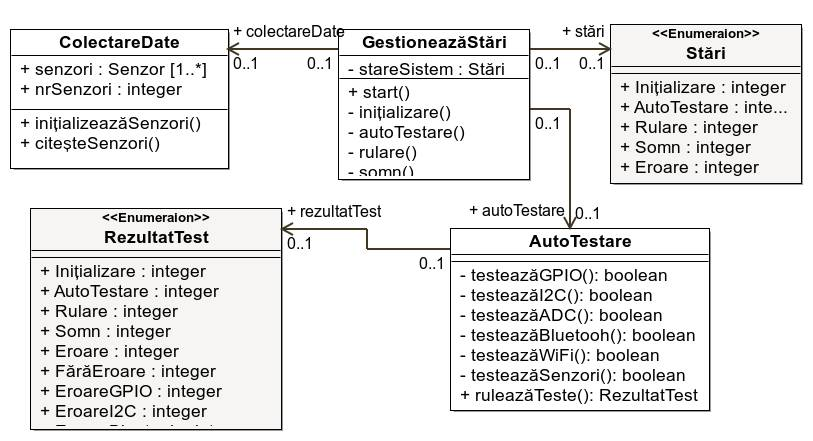 + colectareDate
ColectareDate
+ senzori : Senzor [1..*]
+ nrSenzori : integer
+ inițializeazăSenzori()
+ citeșteSenzori()
0..1
0..1
GestioneazăStări
- stareSistem : Stări
+ start()
- inițializare()
- autoTestare()
- rulare()
- somn()
+ stări
0..1
0..1
<<Enumeraion>>
Stări
+ Inițializare : integer
+ AutoTestare : inte...
+ Rulare : integer
+ Somn : integer
+ Eroare : integer
0..1
+ autoTestare
0..1
<<Enumeraion>>
RezultatTest
+ Inițializare : integer
+ AutoTestare : integer
+ Rulare : integer
+ Somn : integer
+ Eroare : integer
+ FărăEroare : integer
+ EroareGPIO : integer
+ EroareI2C : integer
+ rezultatTest
0..1
0..1
AutoTestare
- testeazăGPIO(): boolean
- testeazăI2C(): boolean
- testeazăADC(): boolean
- testeazăBluetooh(): boolean
- testeazăWiFi(): boolean
- testeazăSenzori(): boolean
+ ruleazăTeste(): RezultatTest